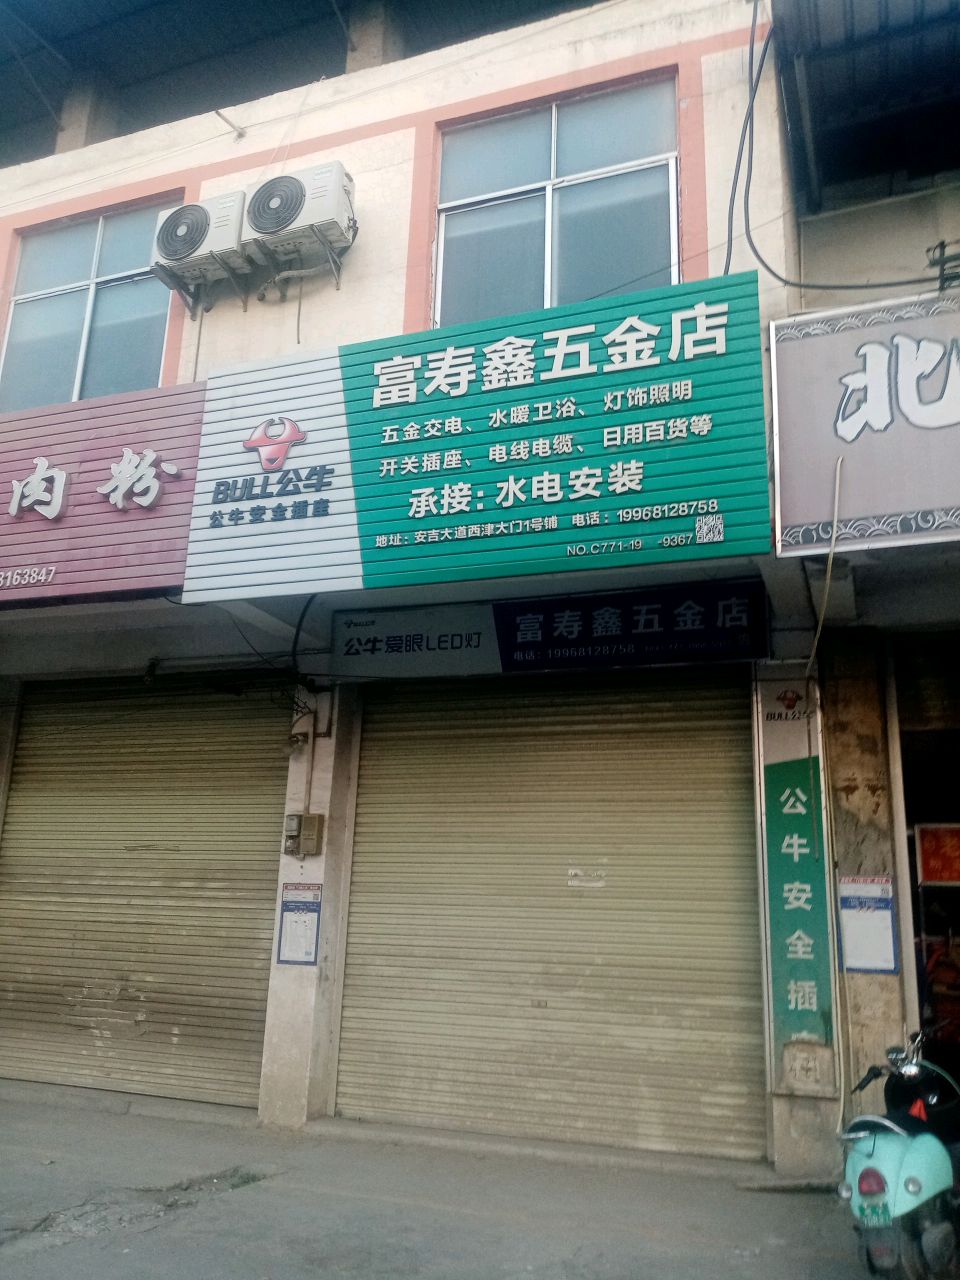 富寿鑫五金店
五金交电、水暖卫浴、灯饰照明
开关插座、电线电缆、日用百货等
承接：水电安装
地址：安吉大道西津大门1号铺 电话：19968128758
NO.C771-19 -9367
BULL公牛
公牛安全插座
肉粉
3163847
北
公牛爱眼LED灯
富寿鑫五金店
电话：19968128758
BULL公牛
公牛安全插